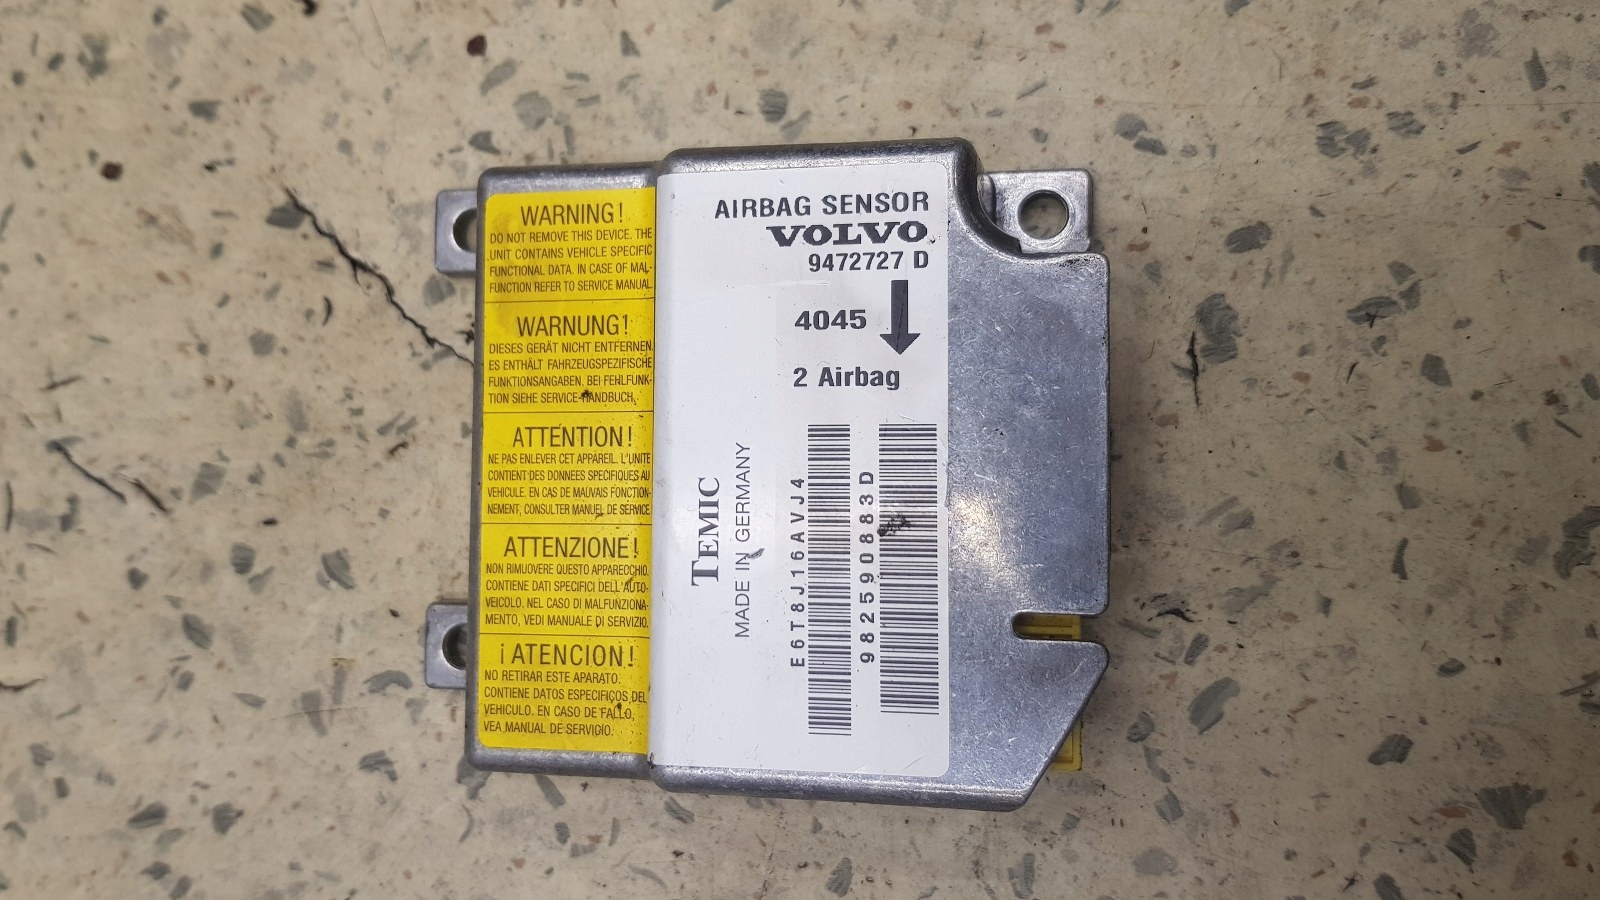 WARNING!
DO NOT REMOVE THIS DEVICE. THE
UNIT CONTAINS VEHICLE SPECIFIC
FUNCTIONAL DATA. IN CASE OF MAL-
FUNCTION REFER TO SERVICE MANUAL.
WARNUNG!
DIESES GERÄT NICHT ENTFERNEN.
ES ENTHÄLT FAHRZEUGSPEZIFISCHE
FUNKTIONSANGABEN. BEI FEHLFUNK-
TION SIEHE SERVICE-HANDBUCH.
ATTENTION!
NE PAS ENLEVER CET APPAREIL. L'UNITE
CONTIENT DES DONNEES SPECIFIQUES AU
VEHICULE. EN CAS DE MAUVAIS FONCTION-
NEMENT, CONSULTER MANUEL DE SERVICE.
ATTENZIONE!
NON RIMUOVERE QUESTO APPARECCHIO.
CONTIENE DATI SPECIFICI DELL'AUTO-
VEICOLO. NEL CASO DI MALFUNZIONA-
MENTO, VEDI MANUALE DI SERVIZIO.
¡ATENCION!
NO RETIRAR ESTE APARATO.
CONTIENE DATOS ESPECIFICOS DEL
VEHICULO. EN CASO DE FALLO,
VEA MANUAL DE SERVICIO.
AIRBAG SENSOR
VOLVO
9472727 D
4045
2 Airbag
TEMIC
MADE IN GERMANY
E6T8J16AVJ4
9825908883D